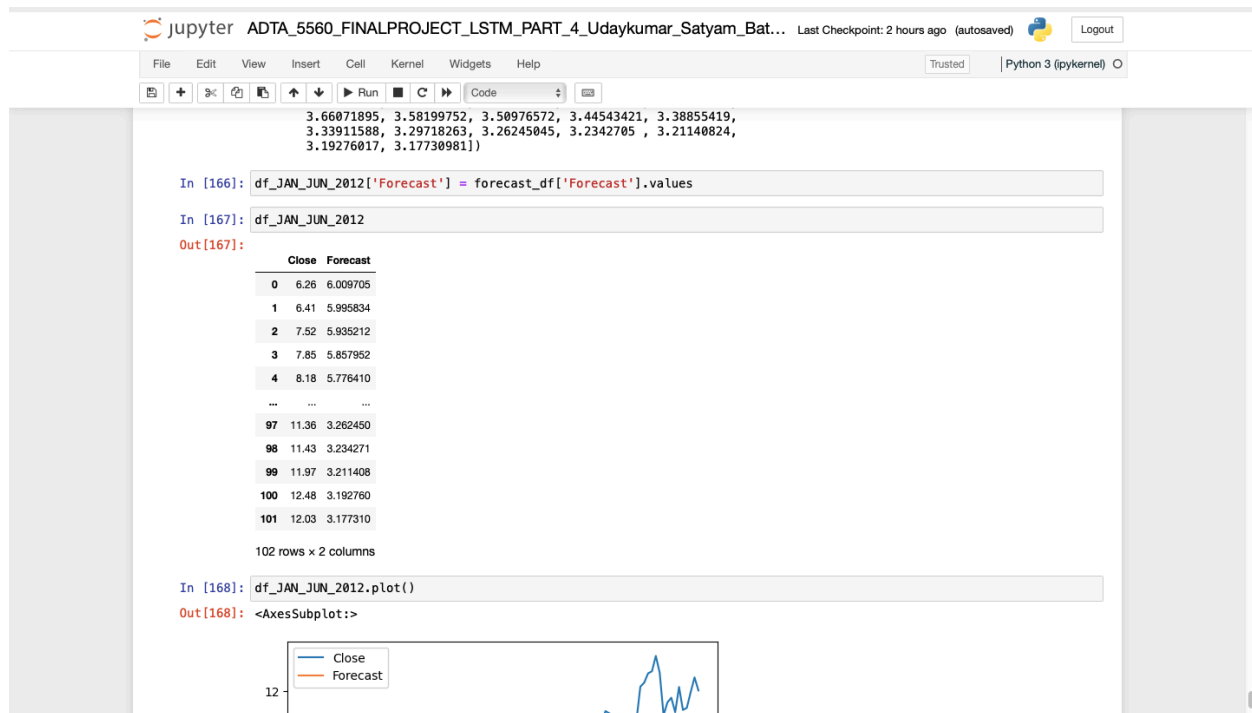 jupyter ADTA_5560_FINALPROJECT_LSTM_PART_4_Udaykumar_Satyam_Bat... Last Checkpoint: 2 hours ago (autosaved) Logout
File Edit View Insert Cell Kernel Widgets Help Trusted Python 3 (ipykernel)
Run Code
3.66071895, 3.58199752, 3.50976572, 3.44543421, 3.38855419,
3.33911588, 3.29718263, 3.26245045, 3.2342705 , 3.21140824,
3.19276017, 3.17730981])
In [166]: df_JAN_JUN_2012['Forecast'] = forecast_df['Forecast'].values
In [167]: df_JAN_JUN_2012
Out[167]:
Close Forecast
0 6.26 6.009705
1 6.41 5.995834
2 7.52 5.935212
3 7.85 5.857952
4 8.18 5.776410
... ... ...
97 11.36 3.262450
98 11.43 3.234271
99 11.97 3.211408
100 12.48 3.192760
101 12.03 3.177310
102 rows × 2 columns
In [168]: df_JAN_JUN_2012.plot()
Out[168]: <AxesSubplot:>
Close
Forecast
12